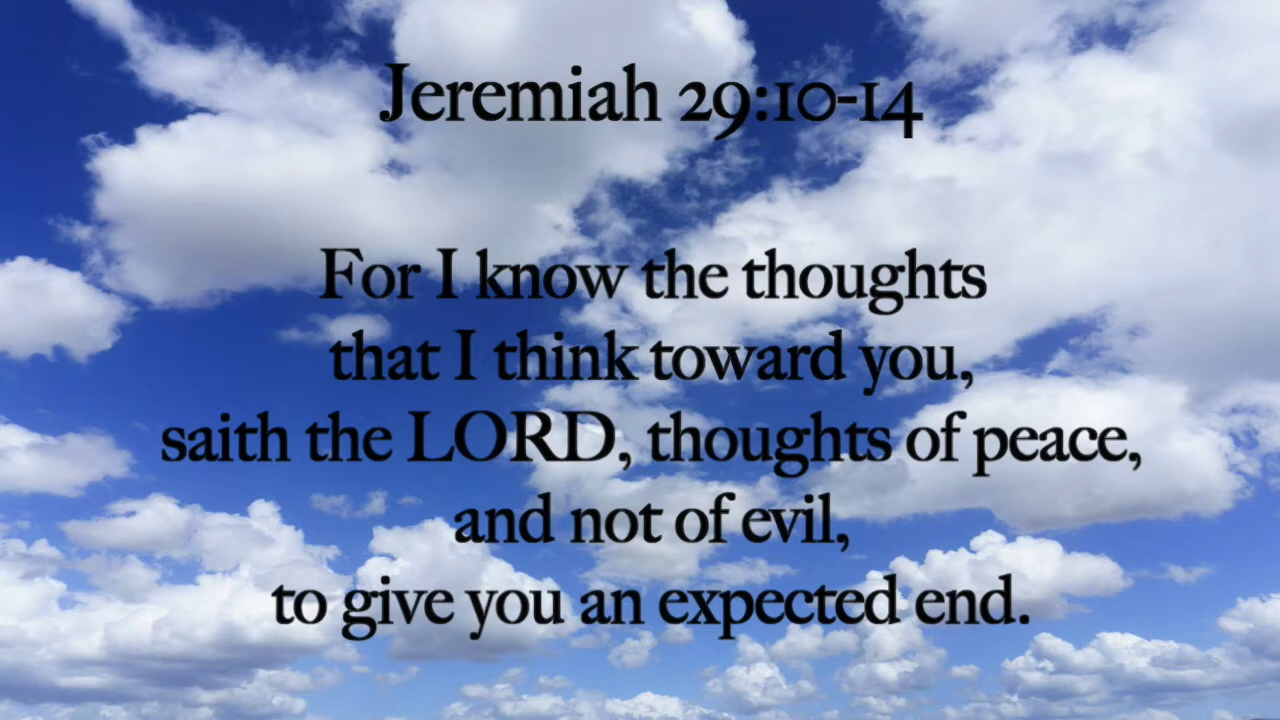 Jeremiah 29:10-14
For I know the thoughts
that I think toward you,
saith the LORD, thoughts of peace,
and not of evil,
to give you an expected end.